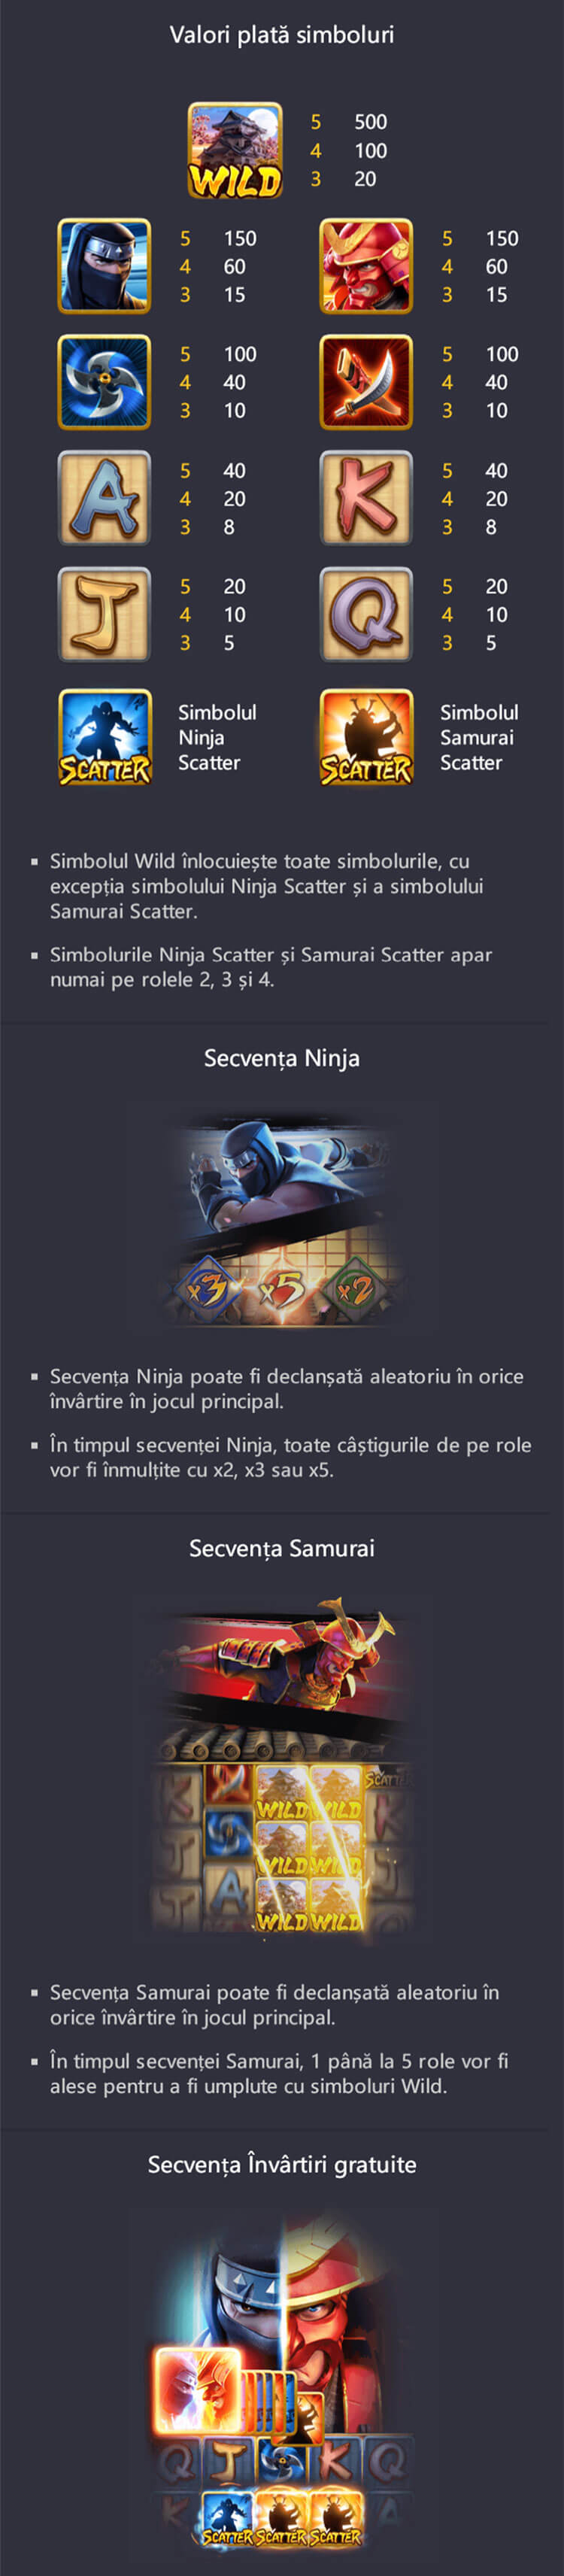 Valori plată simboluri
WILD
5 500
4 100
3 20
5 150
4 60
3 15
5 150
4 60
3 15
5 100
4 40
3 10
5 100
4 40
3 10
A
5 40
4 20
3 8
K
5 40
4 20
3 8
J
5 20
4 10
3 5
Q
5 20
4 10
3 5
SCATTER
Simbolul
Ninja
Scatter
SCATTER
Simbolul
Samurai
Scatter
▪ Simbolul Wild înlocuiește toate simbolurile, cu
excepția simbolului Ninja Scatter și a simbolului
Samurai Scatter.
▪ Simbolurile Ninja Scatter și Samurai Scatter apar
numai pe rolele 2, 3 și 4.
Secvența Ninja
x3 x5 x2
▪ Secvența Ninja poate fi declanșată aleatoriu în orice
învârtire în jocul principal.
▪ În timpul secvenței Ninja, toate câștigurile de pe role
vor fi înmulțite cu x2, x3 sau x5.
Secvența Samurai
SCATTER
K WILD WILD K
J WILD WILD J
J A WILD WILD
▪ Secvența Samurai poate fi declanșată aleatoriu în
orice învârtire în jocul principal.
▪ În timpul secvenței Samurai, 1 până la 5 role vor fi
alese pentru a fi umplute cu simboluri Wild.
Secvența Învârtiri gratuite
Q J K Q
K SCATTER SCATTER SCATTER A